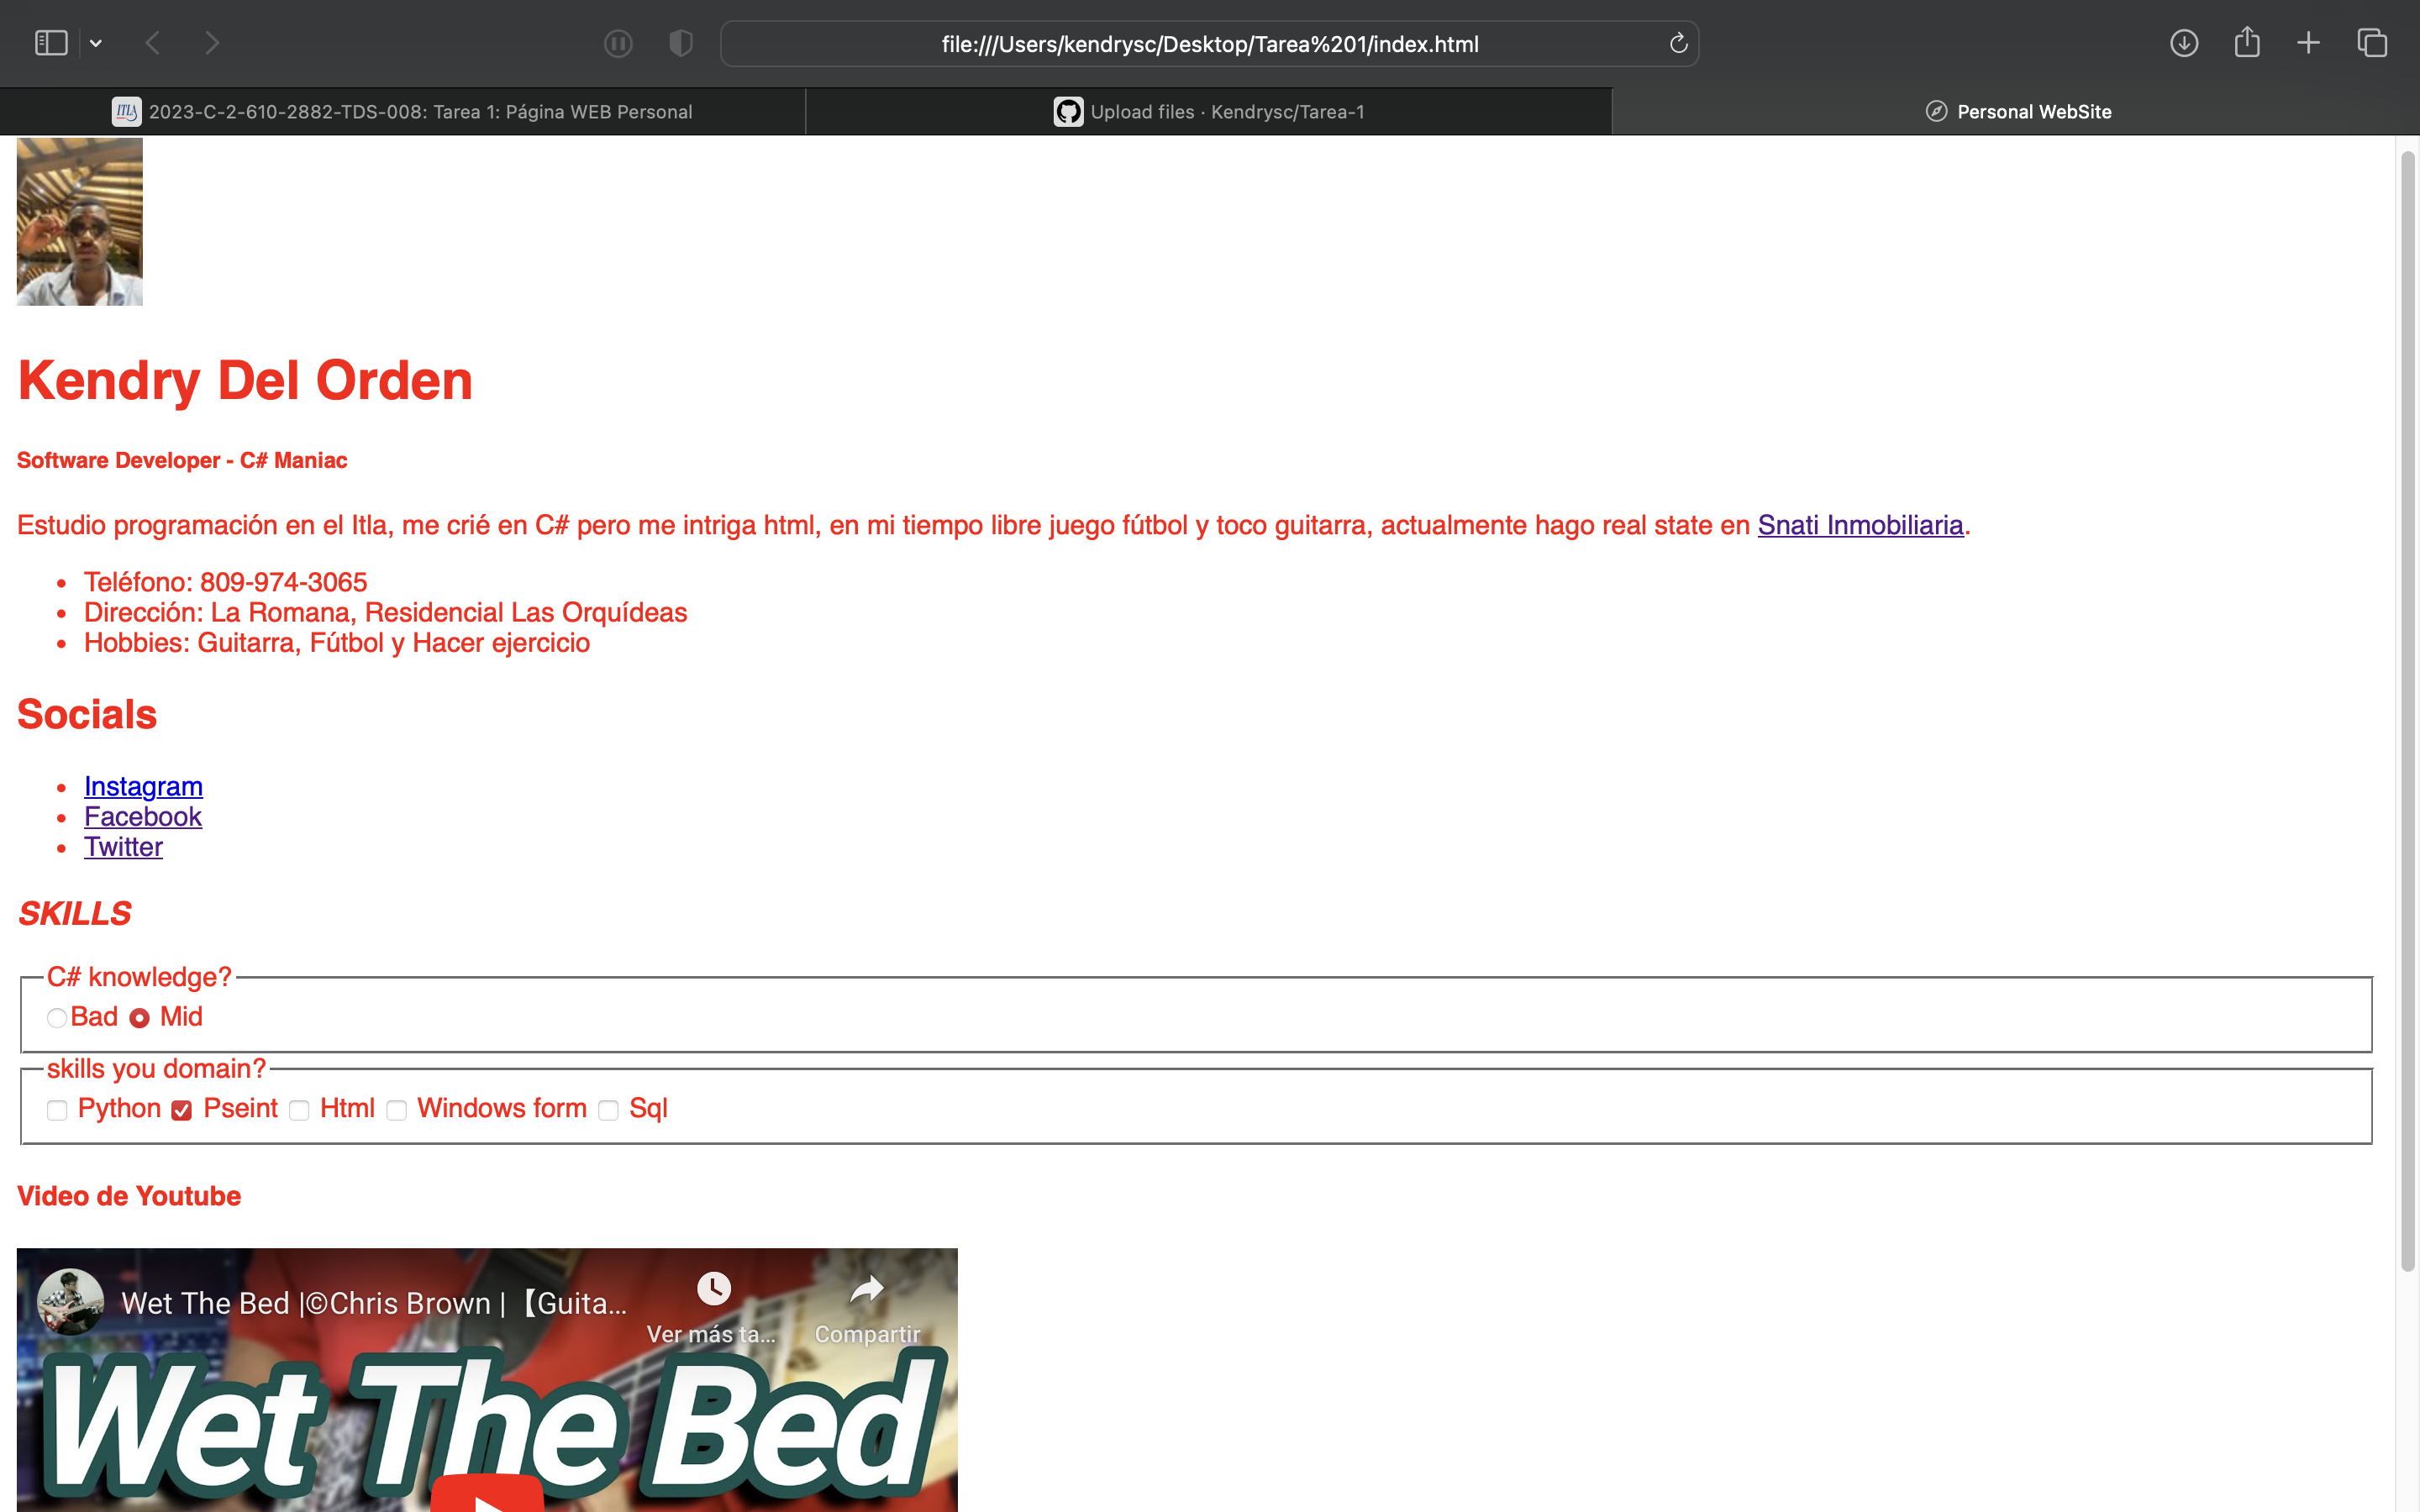 file:///Users/kendrysc/Desktop/Tarea%201/index.html
ITLA 2023-C-2-610-2882-TDS-008: Tarea 1: Página WEB Personal
Upload files · Kendrysc/Tarea-1
Personal WebSite
Kendry Del Orden
Software Developer - C# Maniac
Estudio programación en el Itla, me crié en C# pero me intriga html, en mi tiempo libre juego fútbol y toco guitarra, actualmente hago real state en Snati Inmobiliaria.
Teléfono: 809-974-3065
Dirección: La Romana, Residencial Las Orquídeas
Hobbies: Guitarra, Fútbol y Hacer ejercicio
Socials
Instagram
Facebook
Twitter
SKILLS
C# knowledge?
Bad Mid
skills you domain?
Python Pseint Html Windows form Sql
Video de Youtube
Wet The Bed |©Chris Brown |【Guita...
Ver más ta... Compartir
Wet The Bed